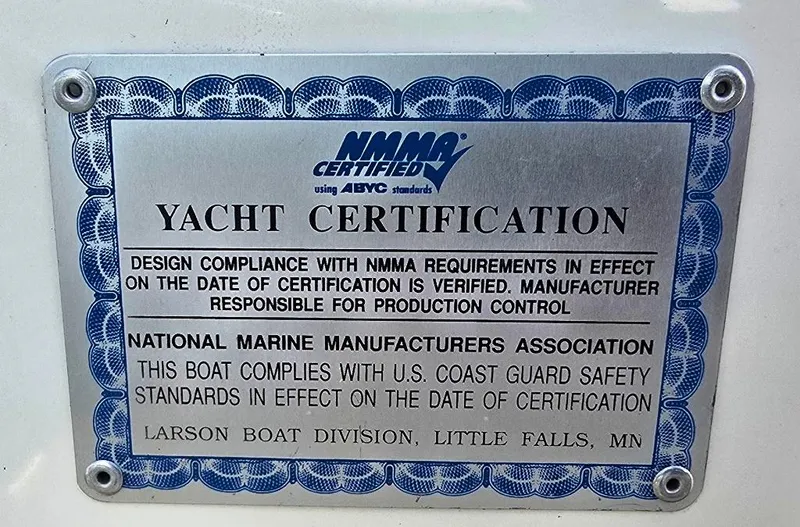 NMMA®
CERTIFIED
using ABYC standards
YACHT CERTIFICATION
DESIGN COMPLIANCE WITH NMMA REQUIREMENTS IN EFFECT
ON THE DATE OF CERTIFICATION IS VERIFIED. MANUFACTURER
RESPONSIBLE FOR PRODUCTION CONTROL
NATIONAL MARINE MANUFACTURERS ASSOCIATION
THIS BOAT COMPLIES WITH U.S. COAST GUARD SAFETY
STANDARDS IN EFFECT ON THE DATE OF CERTIFICATION
LARSON BOAT DIVISION, LITTLE FALLS, MN